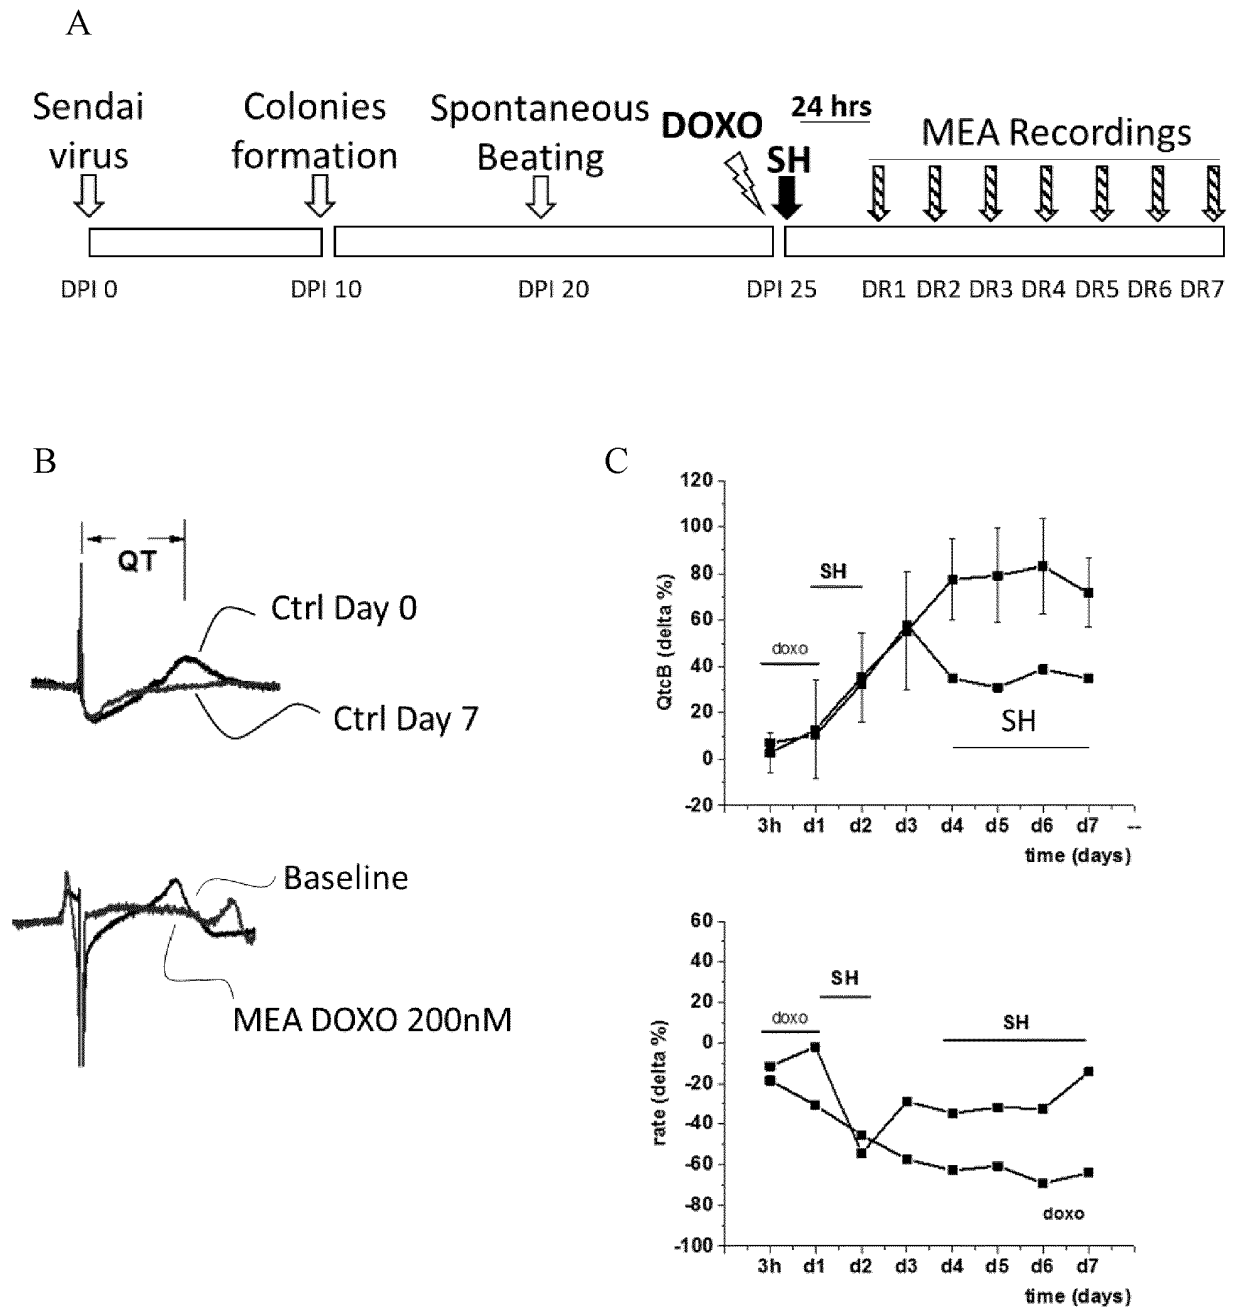 A
Sendai virus
Colonies formation
Spontaneous Beating
DOXO
SH
24 hrs
MEA Recordings
DPI 0
DPI 10
DPI 20
DPI 25
DR1 DR2 DR3 DR4 DR5 DR6 DR7
B
QT
Ctrl Day 0
Ctrl Day 7
Baseline
MEA DOXO 200nM
C
120
100
80
60
40
20
0
-20
QtcB (delta %)
SH
doxo
SH
3h d1 d2 d3 d4 d5 d6 d7 --
time (days)
60
40
20
0
-20
-40
-60
-80
-100
rate (delta %)
SH
doxo
SH
doxo
3h d1 d2 d3 d4 d5 d6 d7
time (days)